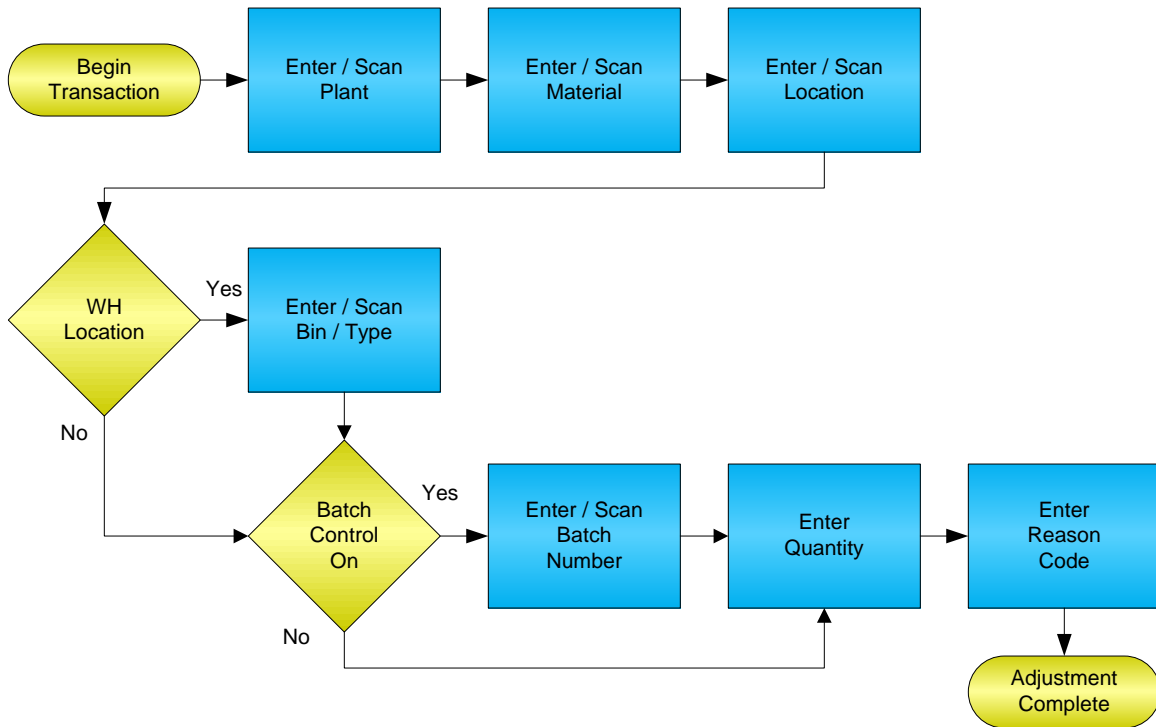 Begin
Transaction
Enter / Scan
Plant
Enter / Scan
Material
Enter / Scan
Location
WH
Location
Yes
Enter / Scan
Bin / Type
No
Batch
Control
On
Yes
Enter / Scan
Batch
Number
Enter
Quantity
Enter
Reason
Code
No
Adjustment
Complete